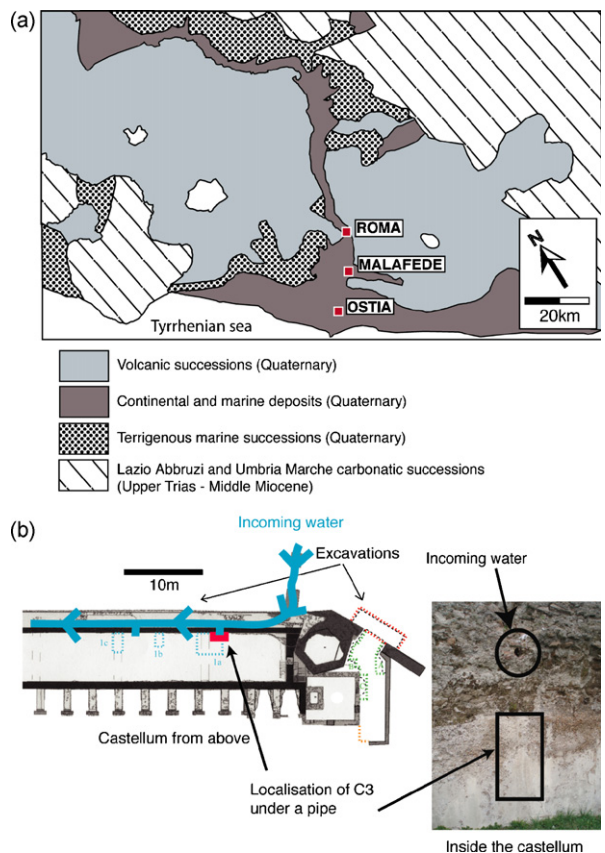 (a)
ROMA
MALAFEDE
OSTIA
N
20km
Tyrrhenian sea
Volcanic successions (Quaternary)
Continental and marine deposits (Quaternary)
Terrigenous marine successions (Quaternary)
Lazio Abbruzi and Umbria Marche carbonatic successions
(Upper Trias - Middle Miocene)
(b)
Incoming water
Excavations
10m
Incoming water
1c
1b
1a
Castellum from above
Localisation of C3
under a pipe
Inside the castellum